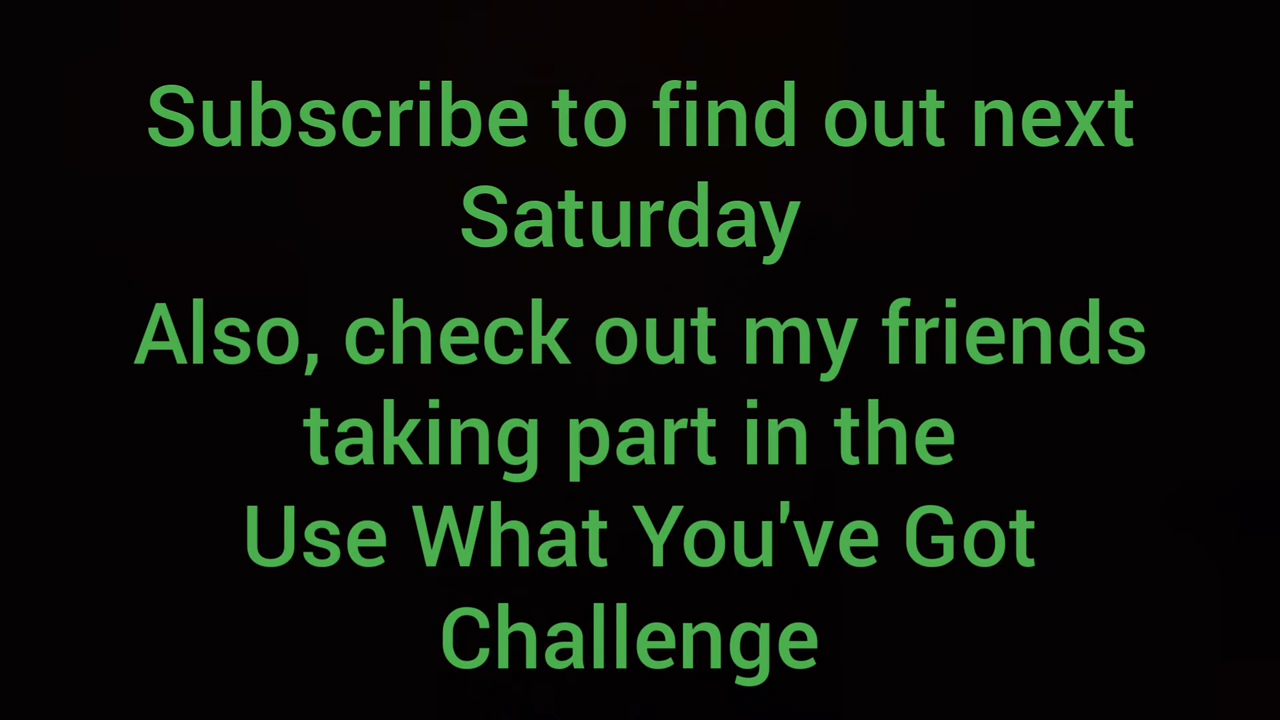 Subscribe to find out next
Saturday
Also, check out my friends
taking part in the
Use What You've Got
Challenge